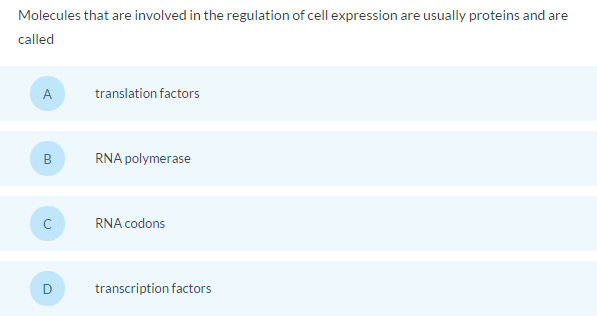 Molecules that are involved in the regulation of cell expression are usually proteins and are
called
A translation factors
B RNA polymerase
C RNA codons
D transcription factors